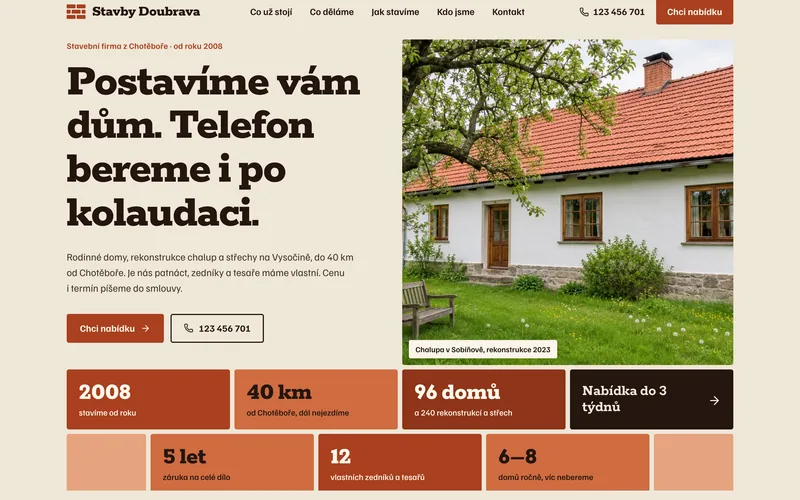 Stavby Doubrava
Co už stojí
Co děláme
Jak stavíme
Kdo jsme
Kontakt
123 456 701
Chci nabídku
Stavební firma z Chotěboře · od roku 2008
Postavíme vám
dům. Telefon
bereme i po
kolaudaci.
Rodinné domy, rekonstrukce chalup a střechy na Vysočině, do 40 km
od Chotěboře. Je nás patnáct, zedníky a tesaře máme vlastní. Cenu
i termín píšeme do smlouvy.
Chci nabídku
123 456 701
Chalupa v Sobíňově, rekonstrukce 2023
2008
stavíme od roku
40 km
od Chotěboře, dál nejezdíme
96 domů
a 240 rekonstrukcí a střech
Nabídka do 3
týdnů
5 let
záruka na celé dílo
12
vlastních zedníků a tesařů
6–8
domů ročně, víc nebereme